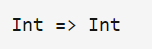 Int => Int